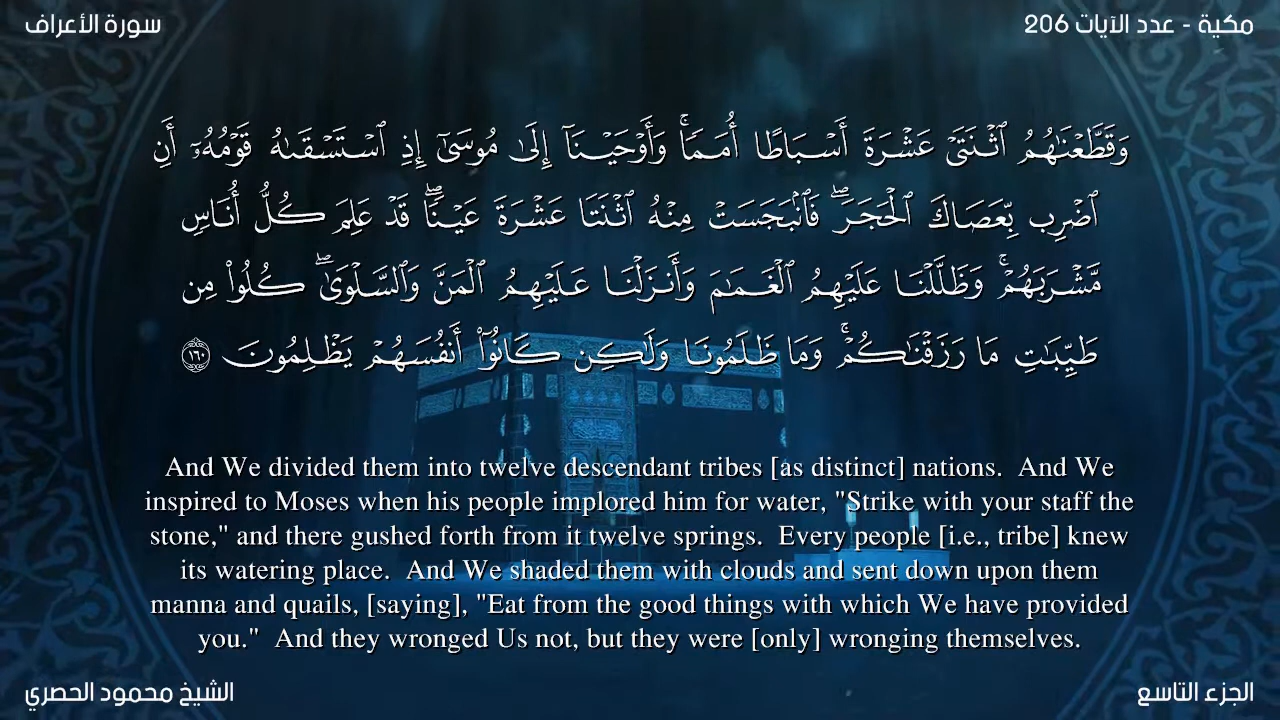 سورة الأعراف
مكية - عدد الآيات 206
وَقَطَّعْنَٰهُمُ ٱثْنَتَىْ عَشْرَةَ أَسْبَاطًا أُمَمًا ۚ وَأَوْحَيْنَآ إِلَىٰ مُوسَىٰٓ إِذِ ٱسْتَسْقَىٰهُ قَوْمُهُۥٓ أَنِ
ٱضْرِب بِّعَصَاكَ ٱلْحَجَرَ ۖ فَٱنۢبَجَسَتْ مِنْهُ ٱثْنَتَا عَشْرَةَ عَيْنًا ۖ قَدْ عَلِمَ كُلُّ أُنَاسٍ
مَّشْرَبَهُمْ ۚ وَظَلَّلْنَا عَلَيْهِمُ ٱلْغَمَٰمَ وَأَنزَلْنَا عَلَيْهِمُ ٱلْمَنَّ وَٱلسَّلْوَىٰ ۖ كُلُوا۟ مِن
طَيِّبَٰتِ مَا رَزَقْنَٰكُمْ ۚ وَمَا ظَلَمُونَا وَلَٰكِن كَانُوٓا۟ أَنفُسَهُمْ يَظْلِمُونَ ١٦٠
And We divided them into twelve descendant tribes [as distinct] nations.  And We
inspired to Moses when his people implored him for water, "Strike with your staff the
stone," and there gushed forth from it twelve springs.  Every people [i.e., tribe] knew
its watering place.  And We shaded them with clouds and sent down upon them
manna and quails, [saying], "Eat from the good things with which We have provided
you."  And they wronged Us not, but they were [only] wronging themselves.
الشيخ محمود الحصري
الجزء التاسع